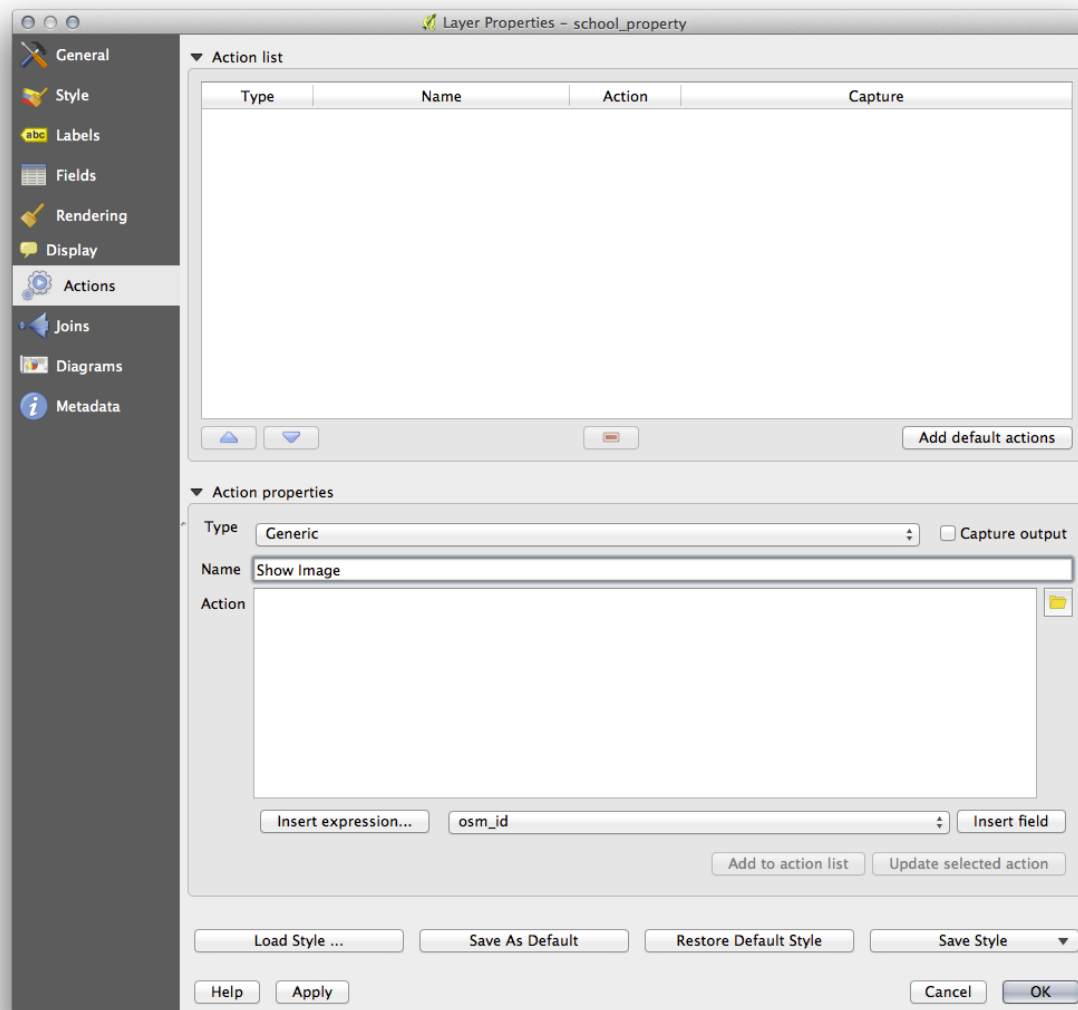 Layer Properties - school_property
General
Style
abc Labels
Fields
Rendering
Display
Actions
Joins
Diagrams
i Metadata
Action list
Type Name Action Capture
Add default actions
Action properties
Type Generic Capture output
Name Show Image
Action
Insert expression... osm_id Insert field
Add to action list Update selected action
Load Style ... Save As Default Restore Default Style Save Style
Help Apply Cancel OK